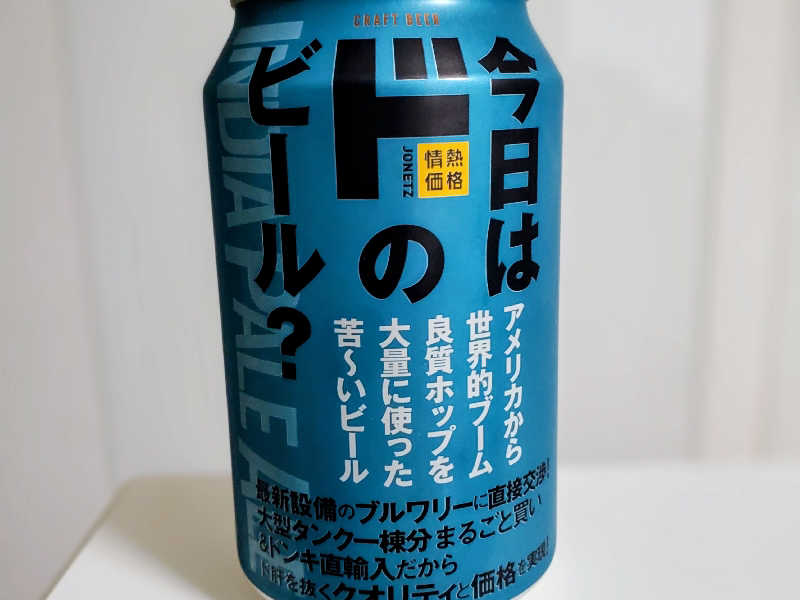 CRAFT BEER
今日は
ドの
ビール?
JONETZ
情熱
価格
INDIA PALE
アメリカから
世界的ブーム
良質ホップを
大量に使った
苦〜いビール
最新設備のブルワリーに直接交渉!
大型タンク一棟分まるごと買い
&ドンキ直輸入だから
ド肝を抜くクオリティと価格を実現!